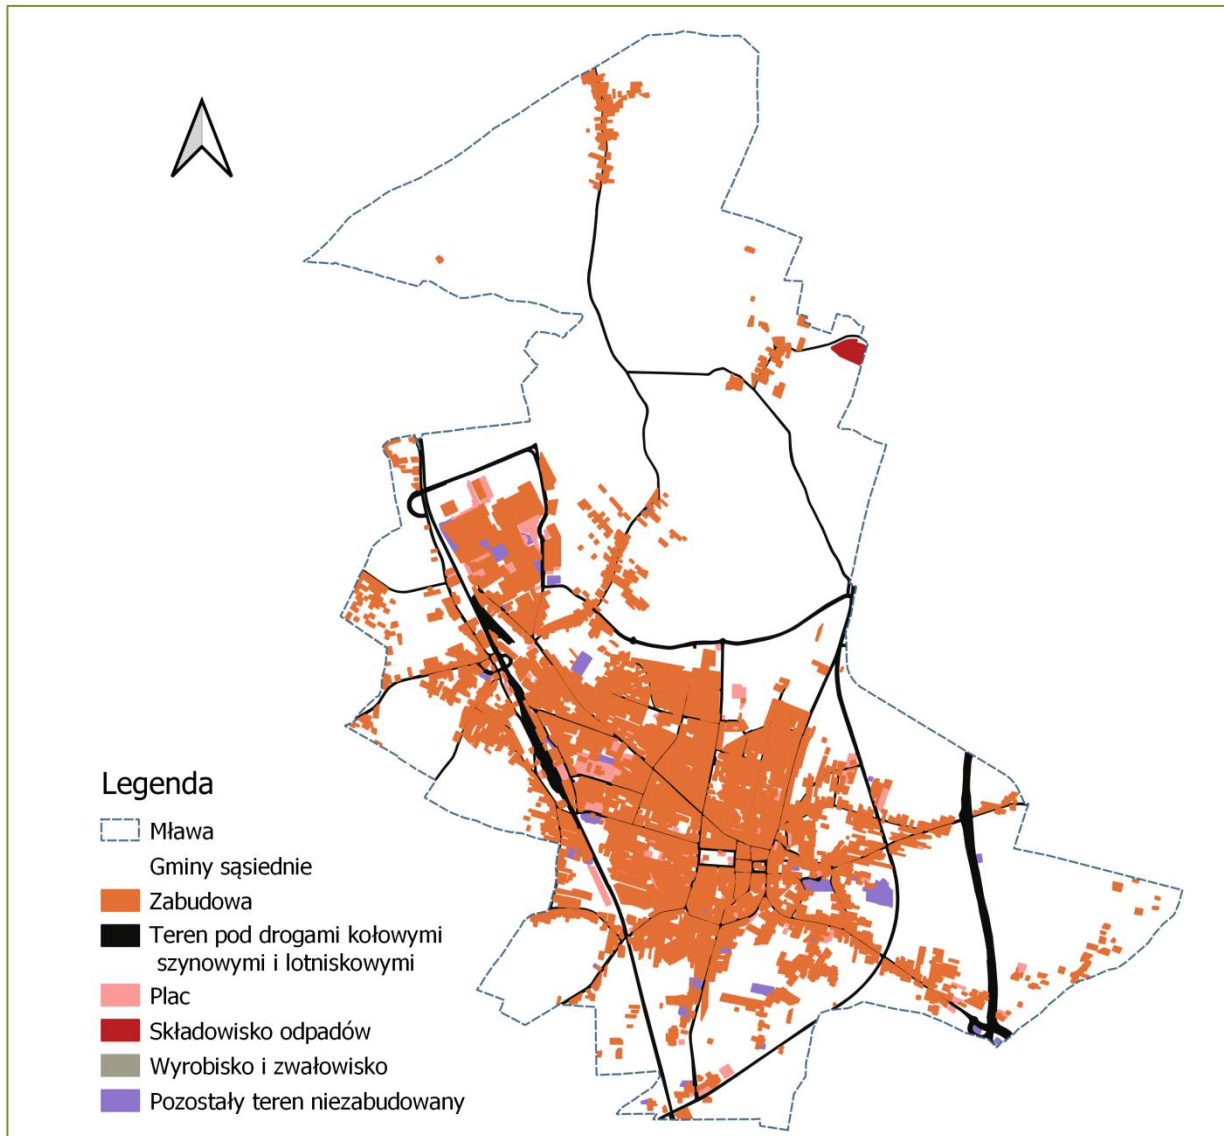 Legenda
Mława
Gminy sąsiednie
Zabudowa
Teren pod drogami kołowymi
szynowymi i lotniskowymi
Plac
Składowisko odpadów
Wyrobisko i zwałowisko
Pozostały teren niezabudowany